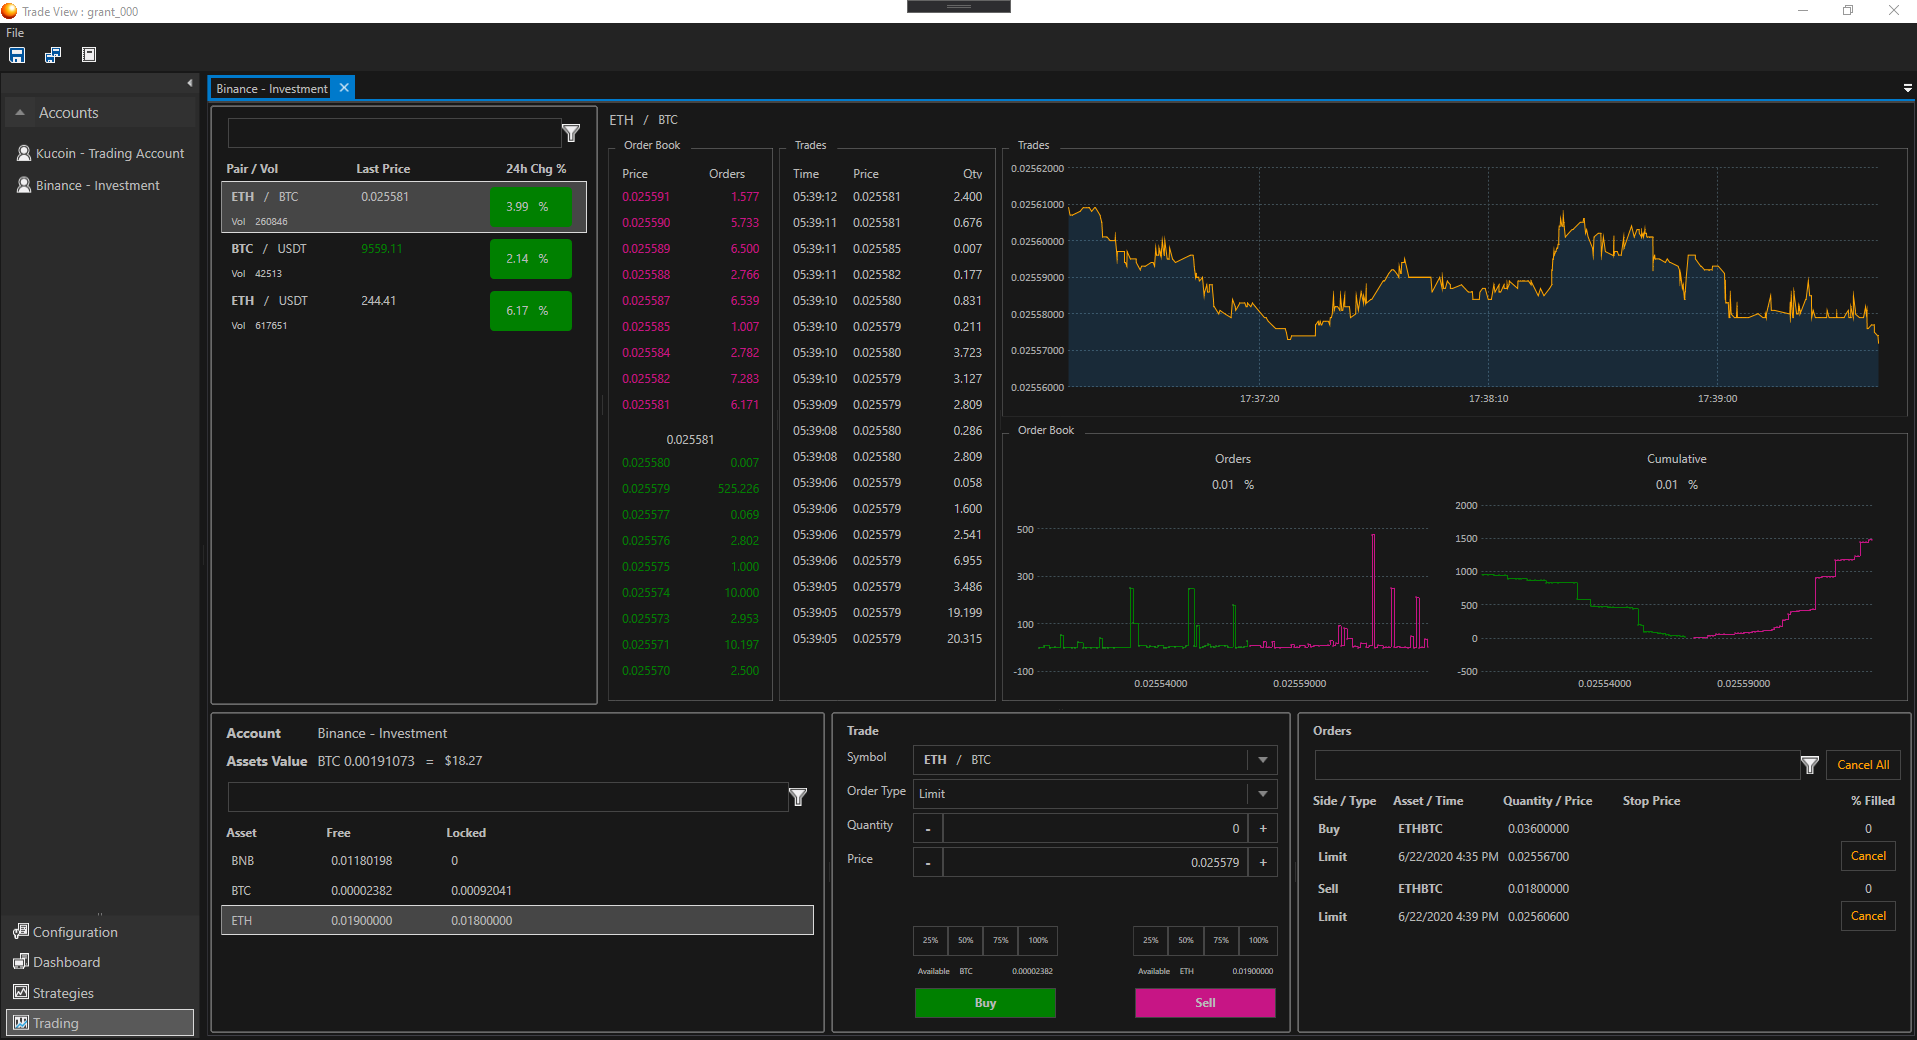 Trade View : grant_000
File
Accounts
Kucoin - Trading Account
Binance - Investment
Configuration
Dashboard
Strategies
Trading
Binance - Investment
Pair / Vol Last Price 24h Chg %
ETH / BTC 0.025581 3.99 %
Vol 260846
BTC / USDT 9559.11 2.14 %
Vol 42513
ETH / USDT 244.41 6.17 %
Vol 617651
ETH / BTC
Order Book
Price Orders
0.025591 1.577
0.025590 5.733
0.025589 6.500
0.025588 2.766
0.025587 6.539
0.025585 1.007
0.025584 2.782
0.025582 7.283
0.025581 6.171
0.025581
0.025580 0.007
0.025579 525.226
0.025577 0.069
0.025576 2.802
0.025575 1.000
0.025574 10.000
0.025573 2.953
0.025571 10.197
0.025570 2.500
Trades
Time Price Qty
05:39:12 0.025581 2.400
05:39:11 0.025581 0.676
05:39:11 0.025585 0.007
05:39:11 0.025582 0.177
05:39:10 0.025580 0.831
05:39:10 0.025579 0.211
05:39:10 0.025580 3.723
05:39:10 0.025579 3.127
05:39:09 0.025579 2.809
05:39:08 0.025580 0.286
05:39:08 0.025580 2.809
05:39:06 0.025579 0.058
05:39:06 0.025579 1.600
05:39:06 0.025579 2.541
05:39:06 0.025579 6.955
05:39:05 0.025579 3.486
05:39:05 0.025579 19.199
05:39:05 0.025579 20.315
Trades
0.02562000
0.02561000
0.02560000
0.02559000
0.02558000
0.02557000
0.02556000
17:37:20 17:38:10 17:39:00
Order Book
Orders
0.01 %
500
300
100
-100
0.02554000 0.02559000
Cumulative
0.01 %
2000
1500
1000
500
0
-500
0.02554000 0.02559000
Account Binance - Investment
Assets Value BTC 0.00191073 = $18.27
Asset Free Locked
BNB 0.01180198 0
BTC 0.00002382 0.00092041
ETH 0.01900000 0.01800000
Trade
Symbol ETH / BTC
Order Type Limit
Quantity - 0 +
Price - 0.025579 +
25% 50% 75% 100%
Available BTC 0.00002382
Buy
25% 50% 75% 100%
Available ETH 0.01900000
Sell
Orders
Cancel All
Side / Type Asset / Time Quantity / Price Stop Price % Filled
Buy ETHBTC 0.03600000 0
Limit 6/22/2020 4:35 PM 0.02556700 Cancel
Sell ETHBTC 0.01800000 0
Limit 6/22/2020 4:39 PM 0.02560600 Cancel